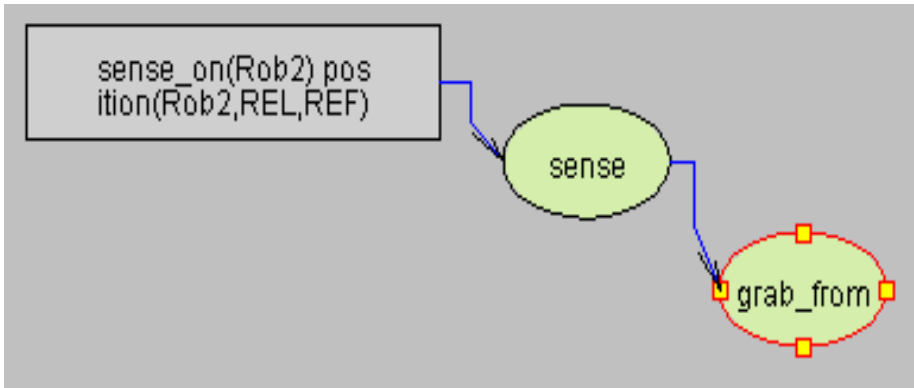 sense_on(Rob2) pos
ition(Rob2,REL,REF)
sense
grab_from